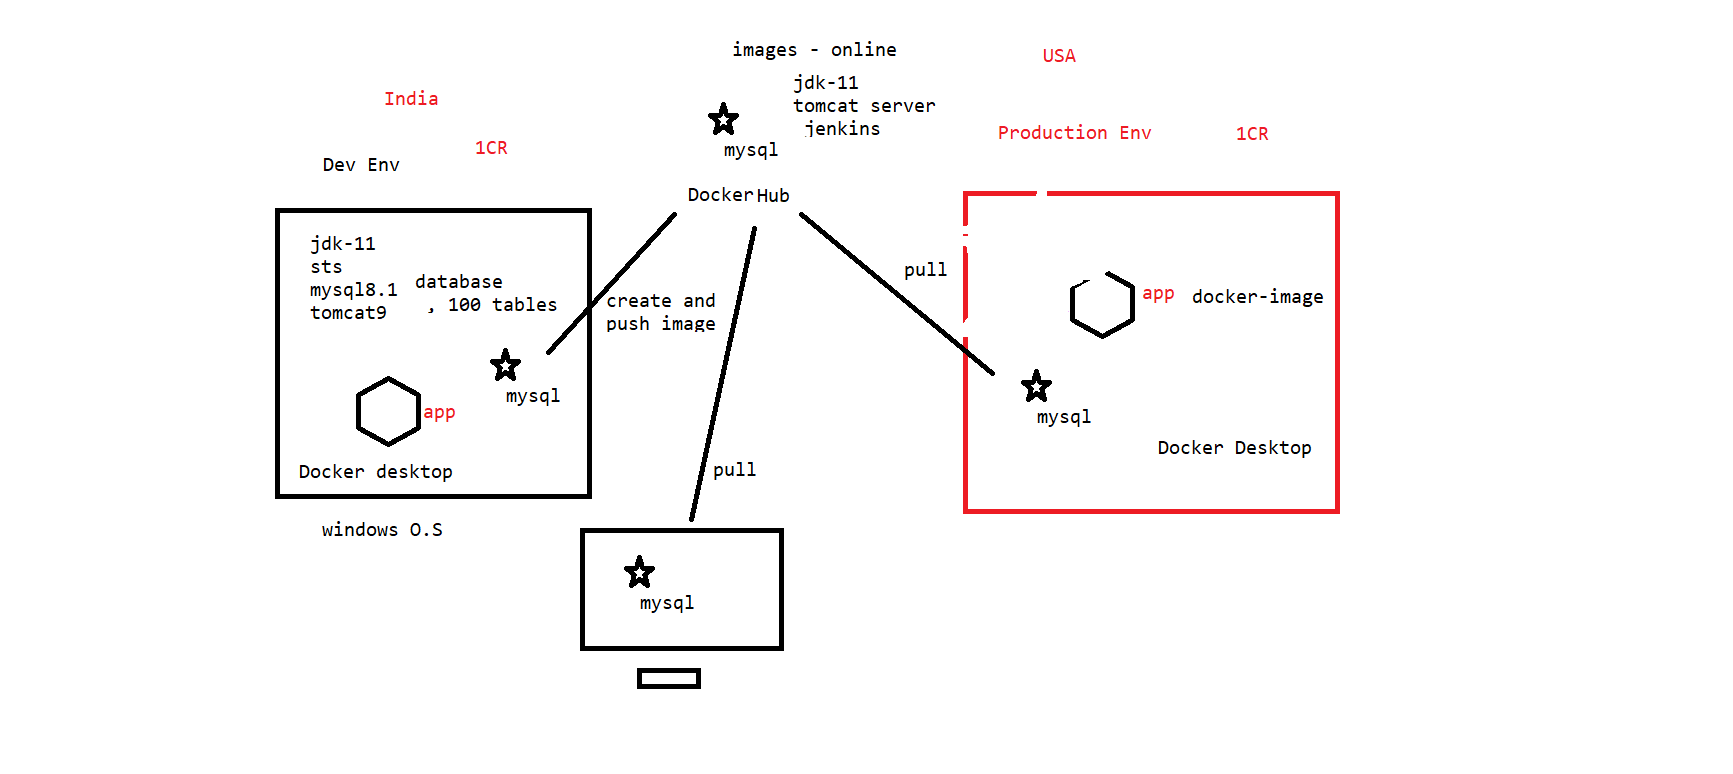 images - online
USA
jdk-11
India
tomcat server
jenkins
Production Env
1CR
1CR
mysql
Dev Env
DockerHub
jdk-11
sts
mysql8.1
tomcat9
database
, 100 tables
create and
push image
pull
app
docker-image
mysql
app
mysql
Docker Desktop
Docker desktop
pull
windows O.S
mysql